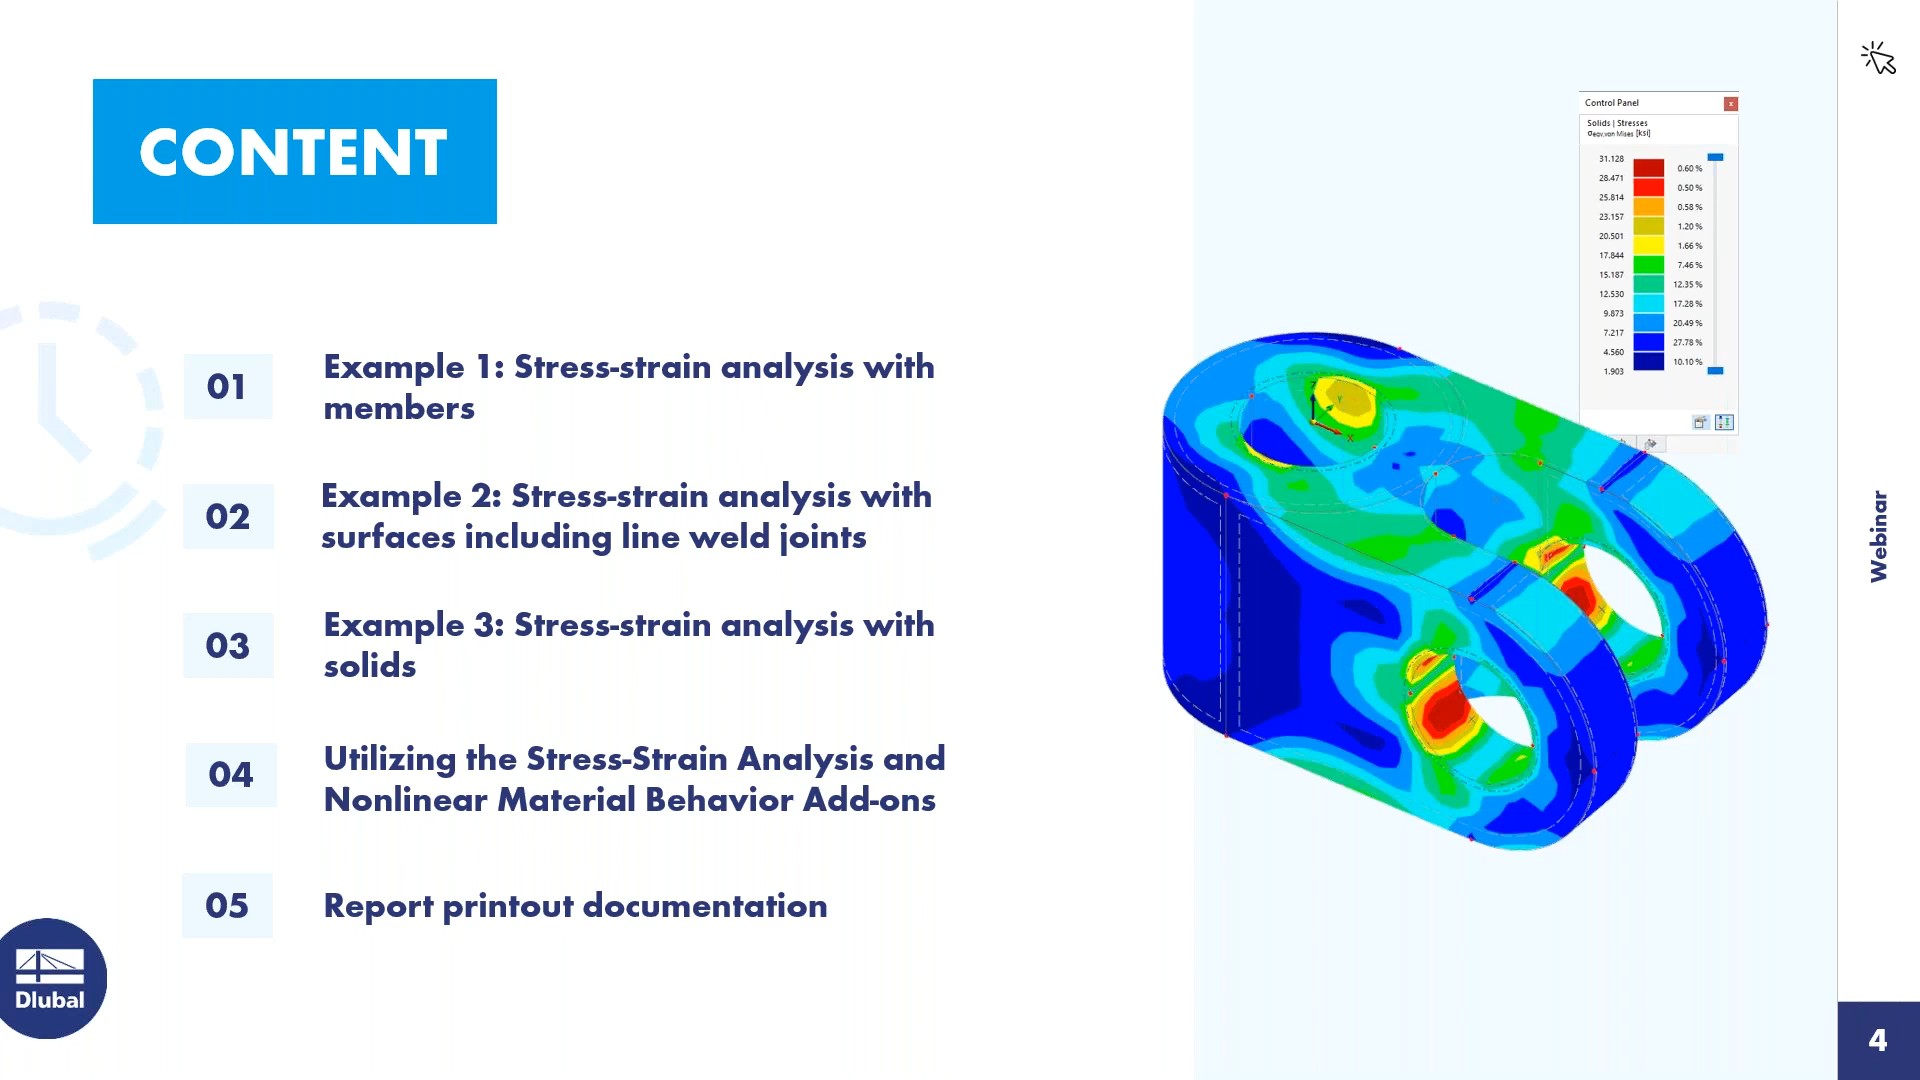 CONTENT
01
Example 1: Stress-strain analysis with
members
02
Example 2: Stress-strain analysis with
surfaces including line weld joints
03
Example 3: Stress-strain analysis with
solids
04
Utilizing the Stress-Strain Analysis and
Nonlinear Material Behavior Add-ons
05
Report printout documentation
Dlubal
Control Panel
Solids | Stresses
σeqv,von Mises [ksi]
31.128
0.60 %
28.471
0.50 %
25.814
0.58 %
23.157
1.20 %
20.501
1.66 %
17.844
7.46 %
15.187
12.35 %
12.530
17.28 %
9.873
20.49 %
7.217
27.78 %
4.560
10.10 %
1.903
Z
Y
X
Webinar
4